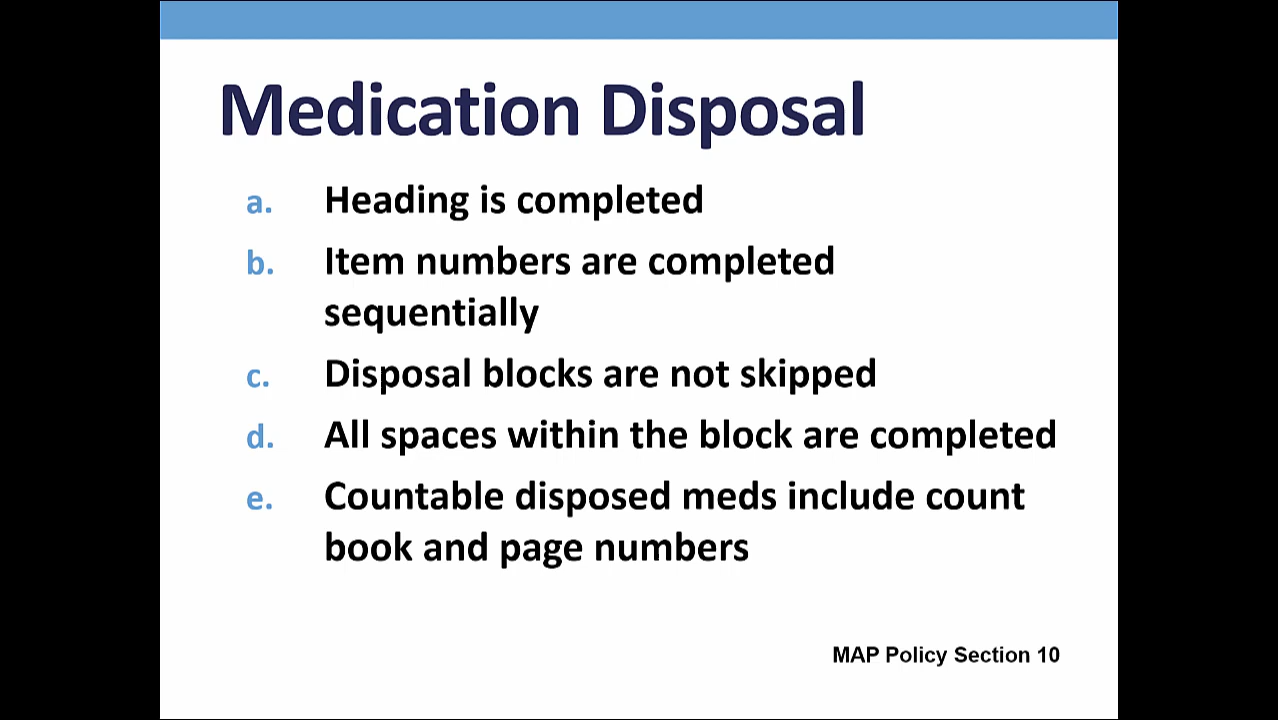 Medication Disposal
a. Heading is completed
b. Item numbers are completed
sequentially
c. Disposal blocks are not skipped
d. All spaces within the block are completed
e. Countable disposed meds include count
book and page numbers
MAP Policy Section 10